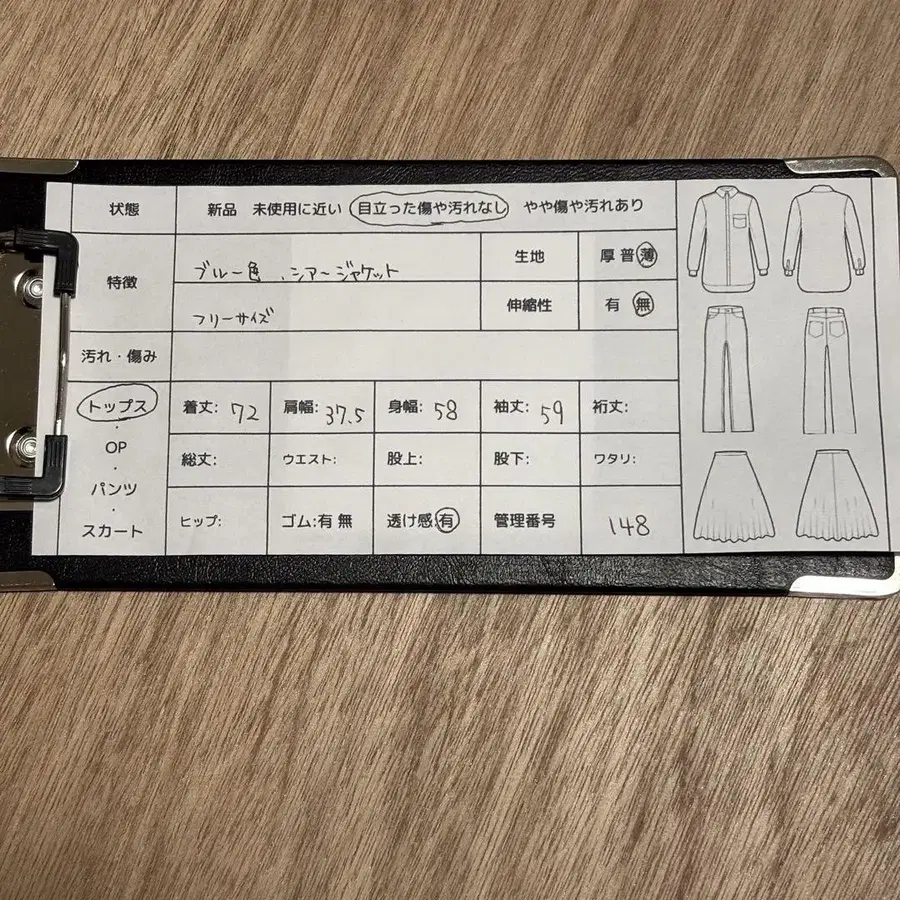 状態 新品 未使用に近い 目立った傷や汚れなし やや傷や汚れあり
特徴 ブルー色、シアージャケット 生地 厚 普 薄
フリーサイズ 伸縮性 有 無
汚れ・傷み
トップス 着丈: 72 肩幅: 37.5 身幅: 58 袖丈: 59 裄丈:
・
OP 総丈: ウエスト: 股上: 股下: ワタリ:
・
パンツ
・
スカート ヒップ: ゴム:有 無 透け感:有 管理番号 148